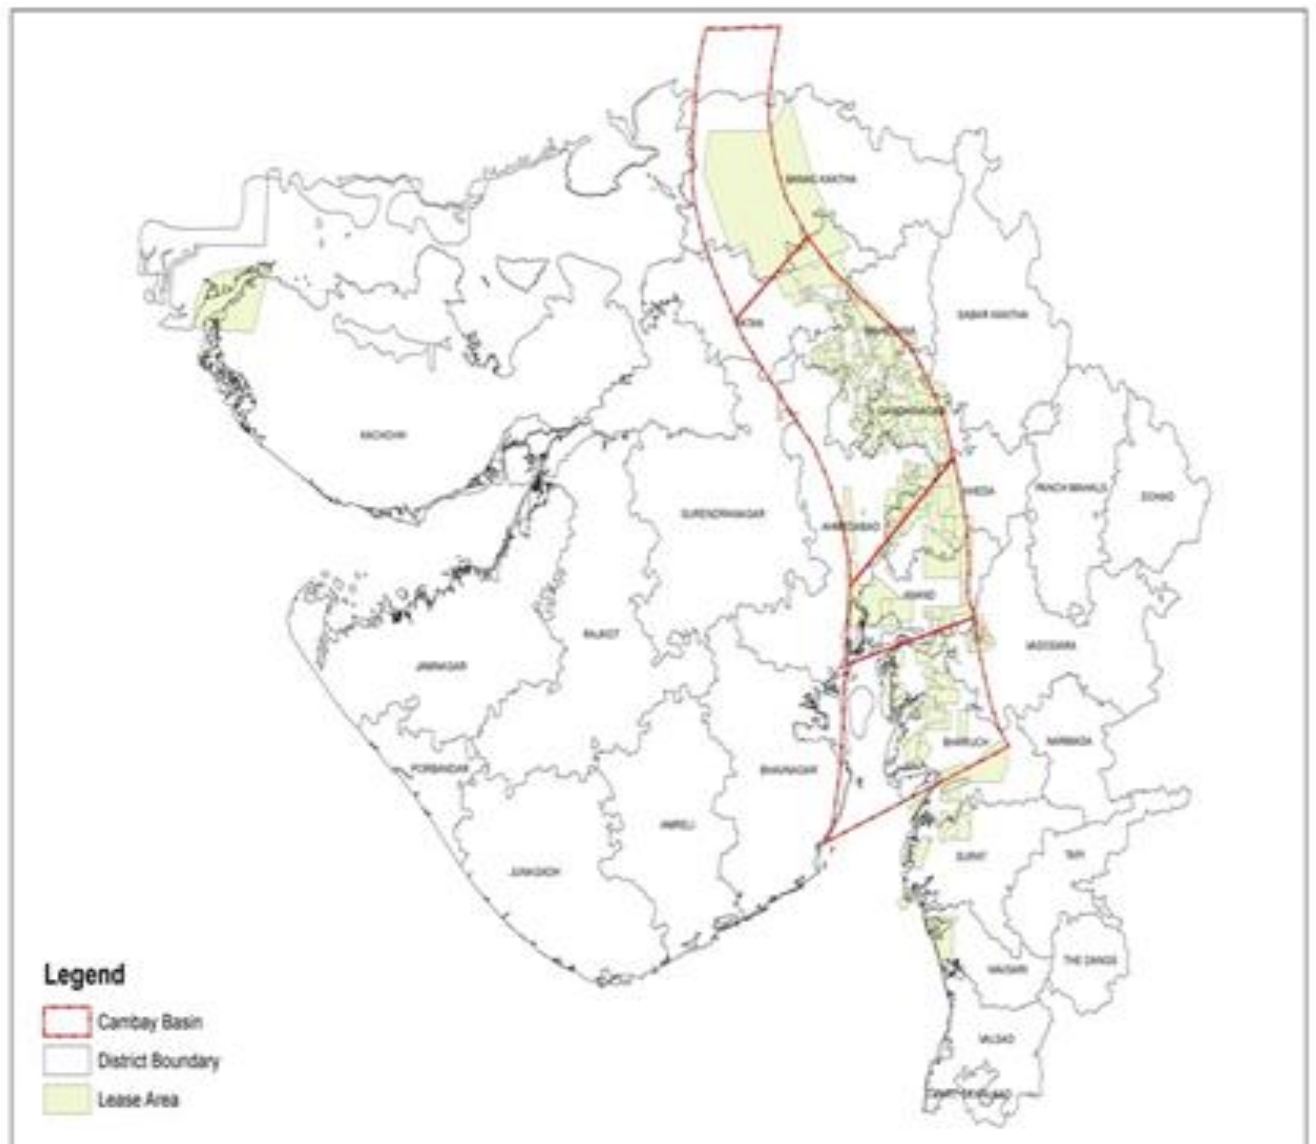 BANAS KANTHA
PATAN
MAHESANA
SABAR KANTHA
GANDHINAGAR
KACHCHH
SURENDRANAGAR
AHMEDABAD
KHEDA
PANCH MAHALS
DOHAD
ANAND
RAJKOT
VADODARA
JAMNAGAR
BHARUCH
NARMADA
PORBANDAR
BHAVNAGAR
AMRELI
SURAT
TAPI
JUNAGADH
THE DANGS
NAVSARI
VALSAD
Legend
Cambay Basin
District Boundary
Lease Area